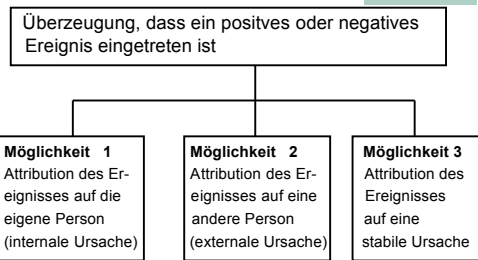 Überzeugung, dass ein positves oder negatives
Ereignis eingetreten ist
Möglichkeit 1
Attribution des Er-
eignisses auf die
eigene Person
(internale Ursache)
Möglichkeit 2
Attribution des Er-
eignisses auf eine
andere Person
(externale Ursache)
Möglichkeit 3
Attribution des
Ereignisses
auf eine
stabile Ursache